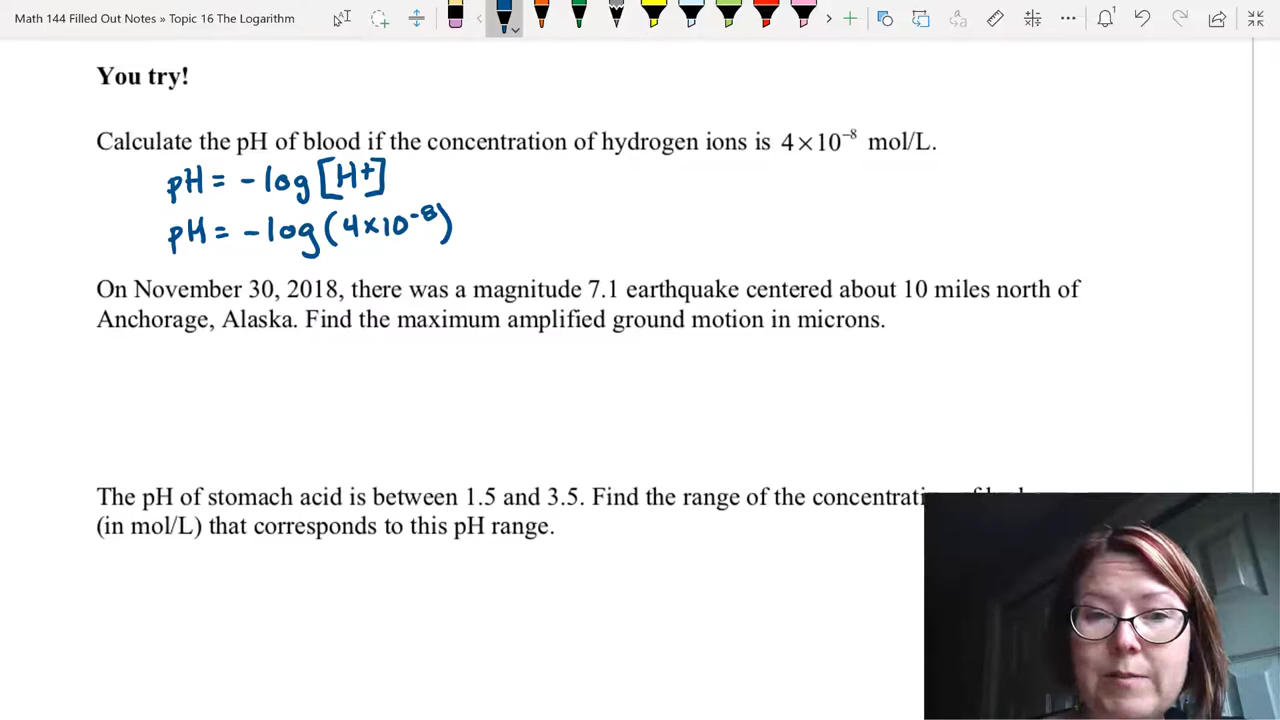 Math 144 Filled Out Notes » Topic 16 The Logarithm
You try!
Calculate the pH of blood if the concentration of hydrogen ions is 4×10⁻⁸ mol/L.
pH = -log[H+]
pH = -log(4×10⁻⁸)
On November 30, 2018, there was a magnitude 7.1 earthquake centered about 10 miles north of
Anchorage, Alaska. Find the maximum amplified ground motion in microns.
The pH of stomach acid is between 1.5 and 3.5. Find the range of the
(in mol/L) that corresponds to this pH range.